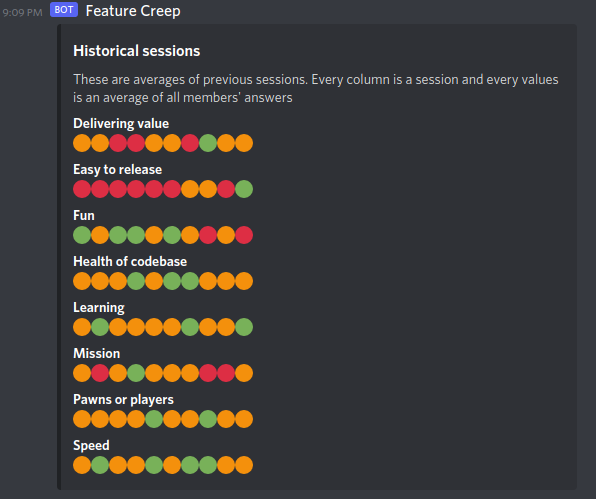 9:09 PM BOT Feature Creep
Historical sessions
These are averages of previous sessions. Every column is a session and every values
is an average of all members' answers
Delivering value
Easy to release
Fun
Health of codebase
Learning
Mission
Pawns or players
Speed